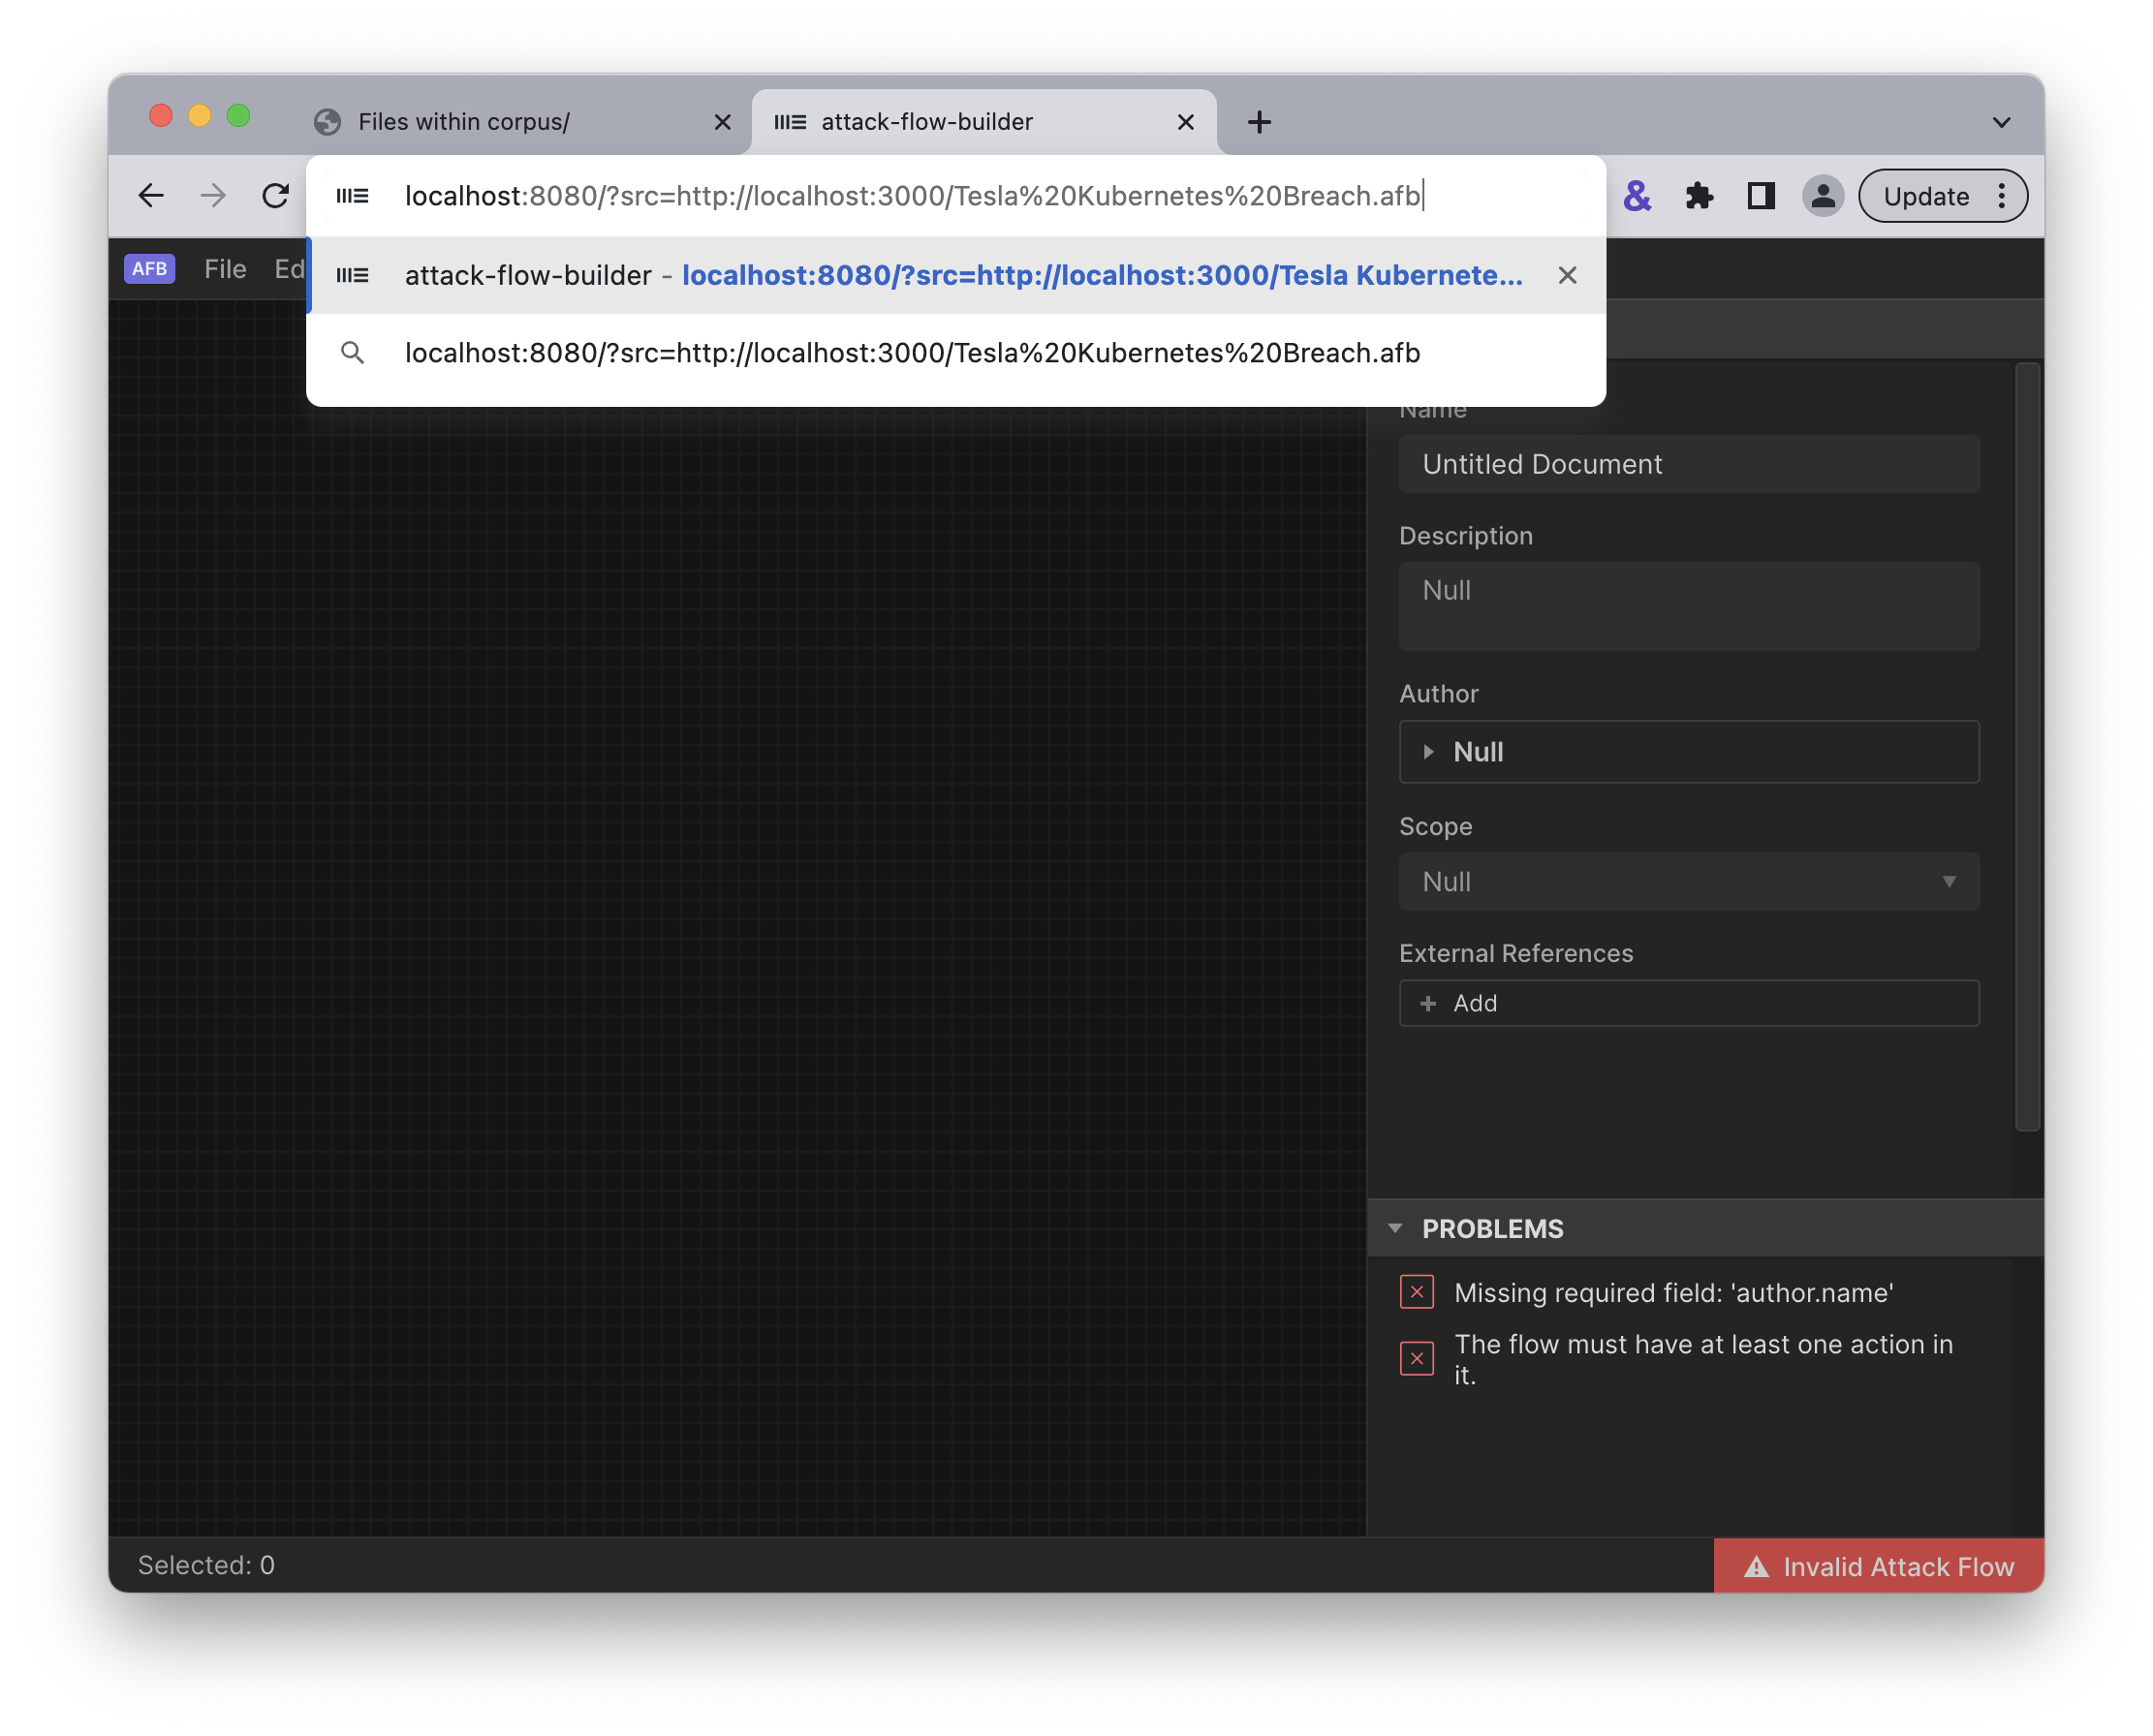 Files within corpus/
attack-flow-builder
localhost:8080/?src=http://localhost:3000/Tesla%20Kubernetes%20Breach.afb
& Update
attack-flow-builder - localhost:8080/?src=http://localhost:3000/Tesla Kubernete...
localhost:8080/?src=http://localhost:3000/Tesla%20Kubernetes%20Breach.afb
AFB File Ed
Name
Untitled Document
Description
Null
Author
Null
Scope
Null
External References
+ Add
PROBLEMS
Missing required field: 'author.name'
The flow must have at least one action in
it.
Selected: 0
Invalid Attack Flow